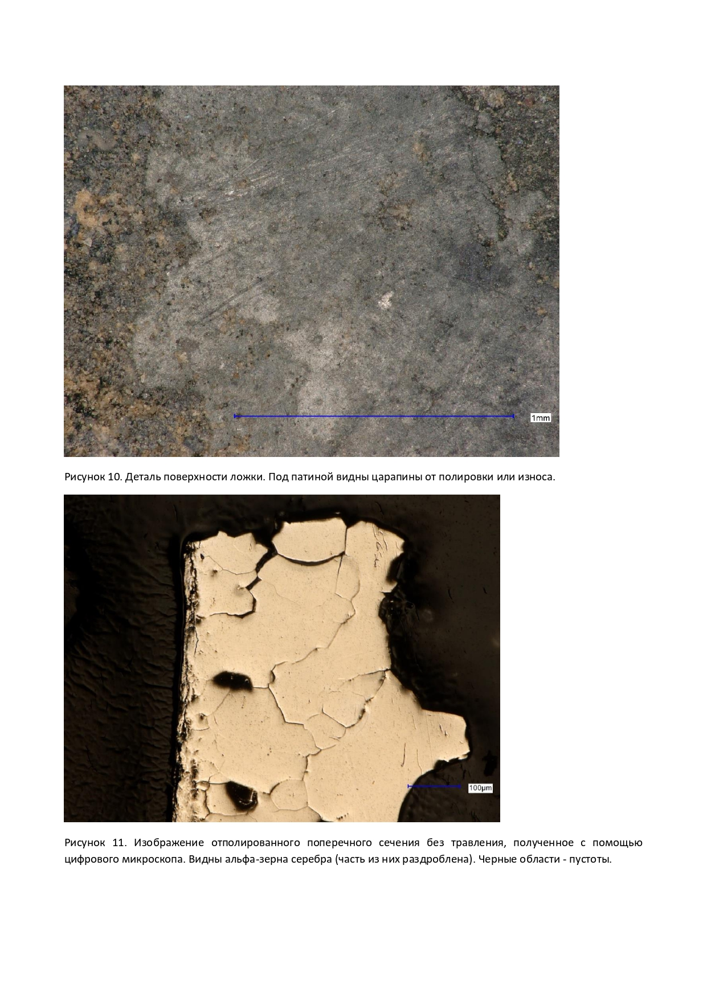 1mm
Рисунок 10. Деталь поверхности ложки. Под патиной видны царапины от полировки или износа.
100µm
Рисунок 11. Изображение отполированного поперечного сечения без травления, полученное с помощью
цифрового микроскопа. Видны альфа-зерна серебра (часть из них раздроблена). Черные области - пустоты.